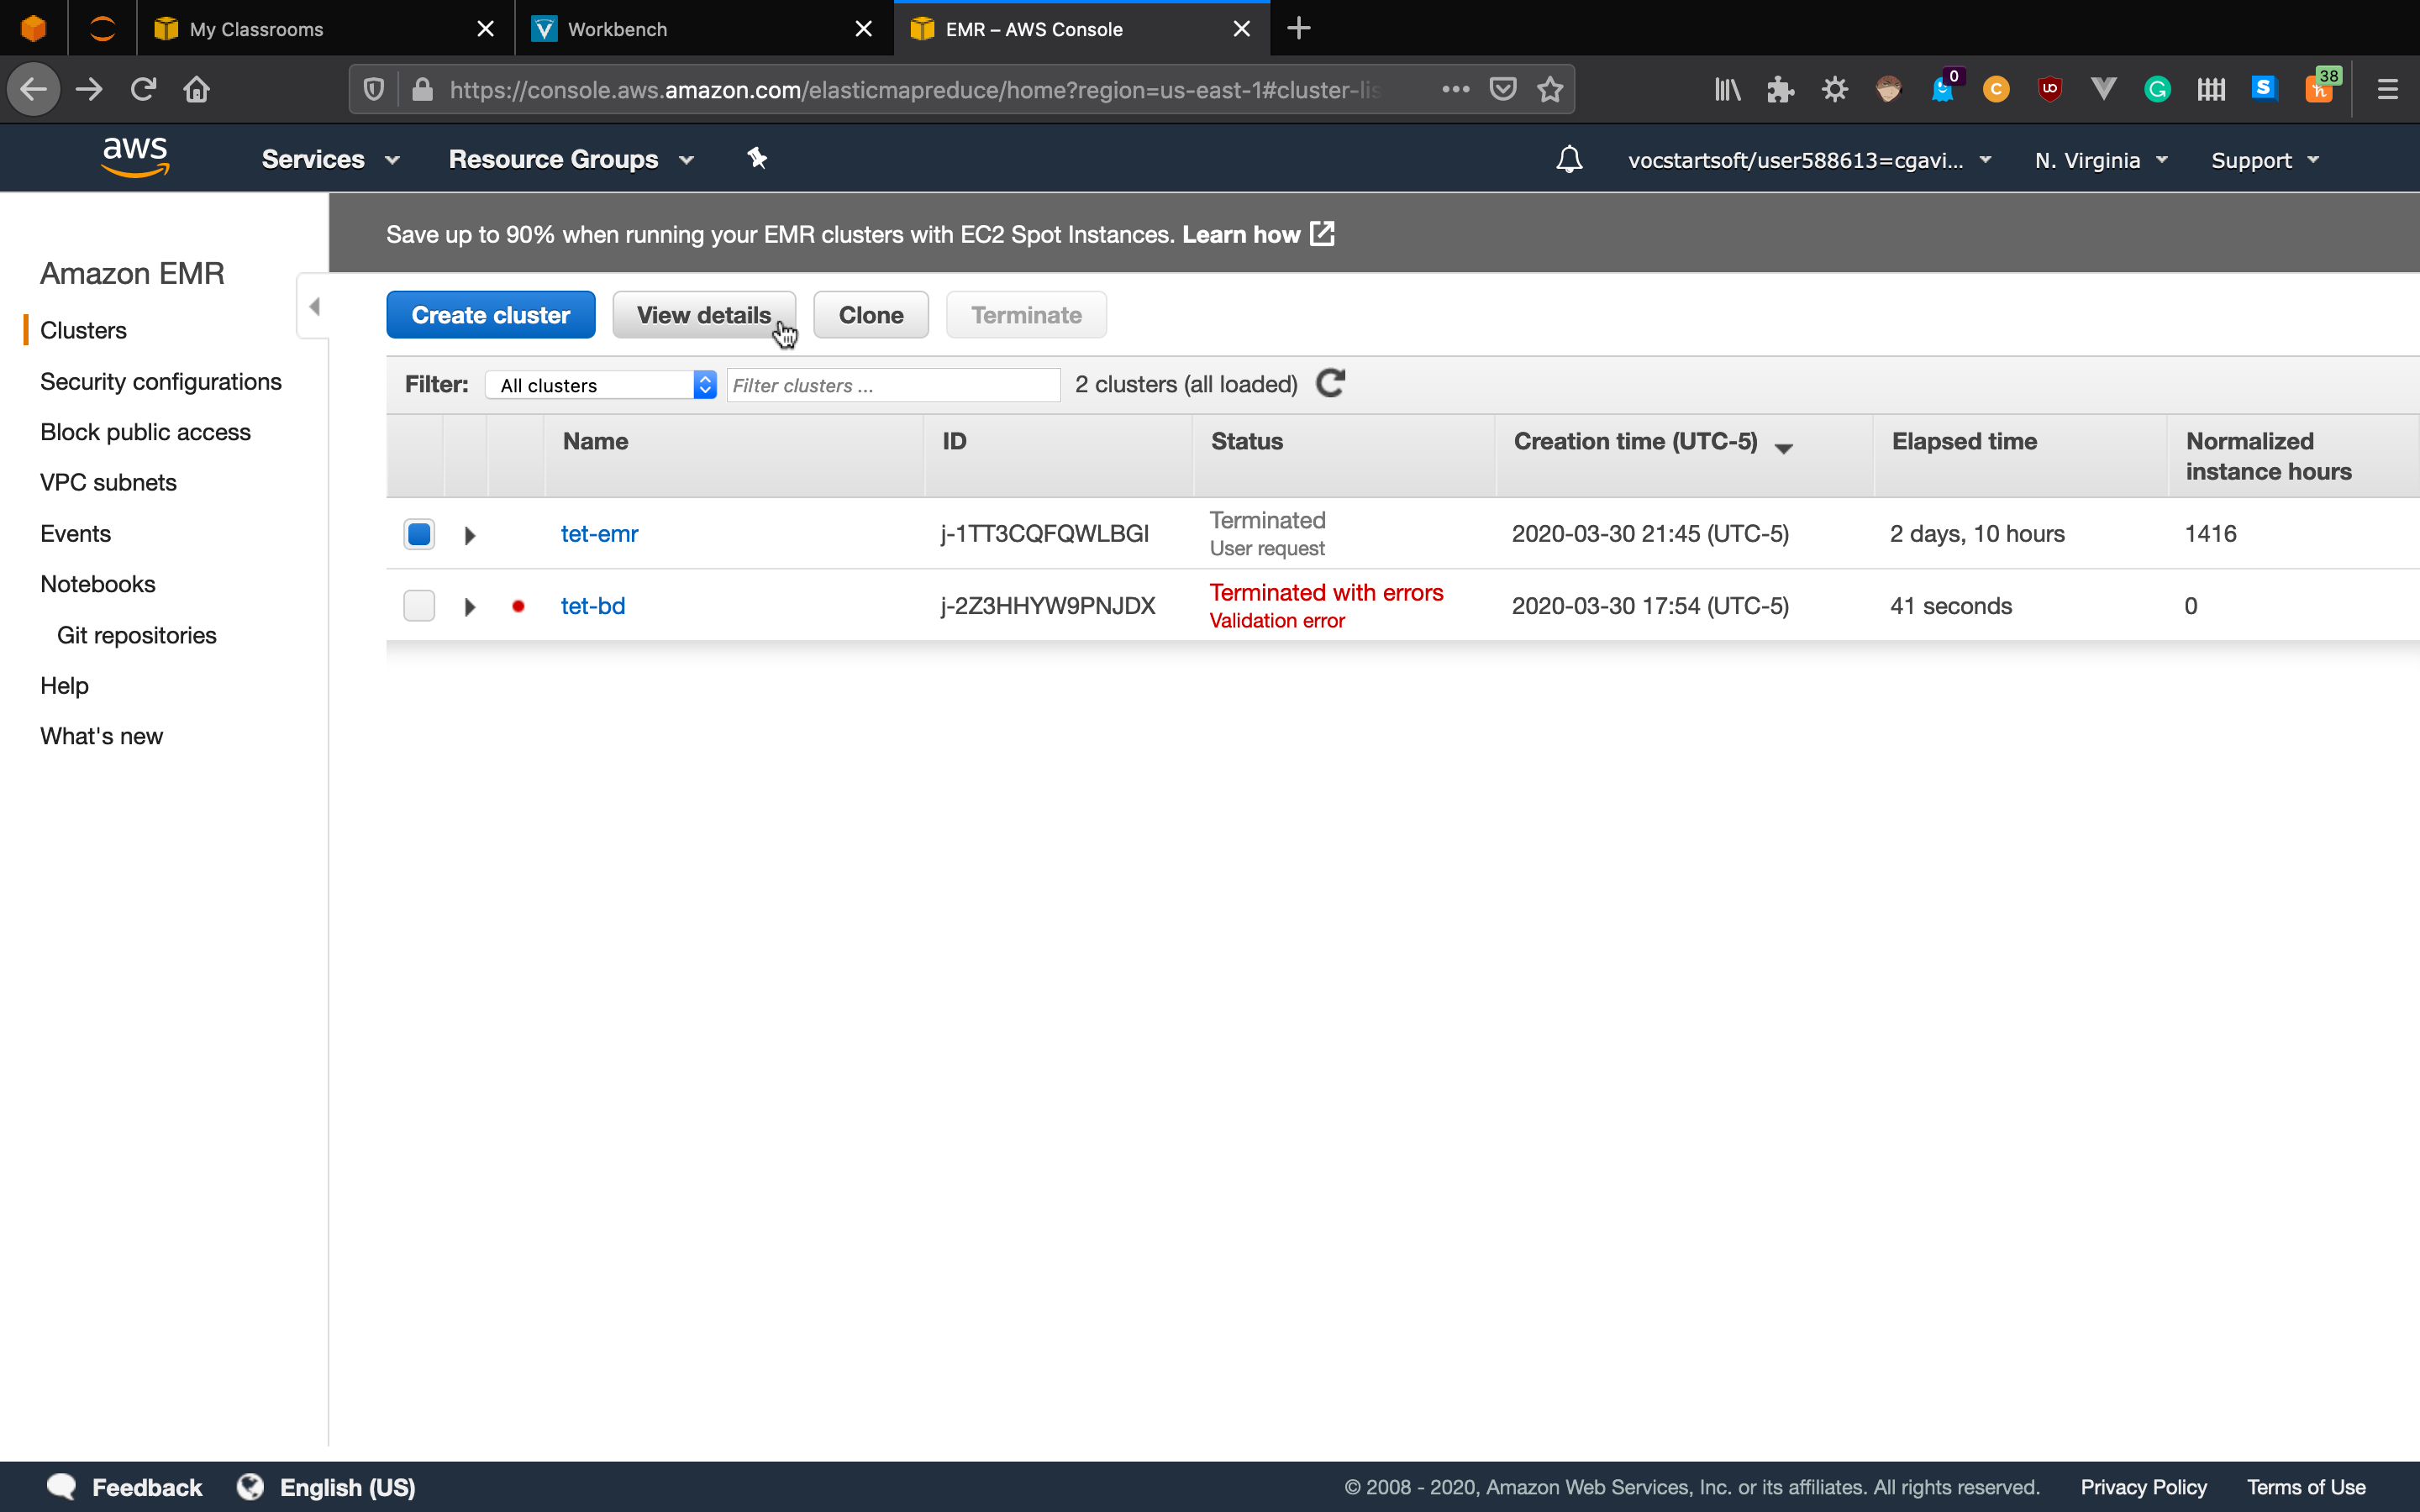 My Classrooms
Workbench
EMR – AWS Console
https://console.aws.amazon.com/elasticmapreduce/home?region=us-east-1#cluster-lis
0
38
aws
Services
Resource Groups
vocstartsoft/user588613=cgavi...
N. Virginia
Support
Save up to 90% when running your EMR clusters with EC2 Spot Instances. Learn how
Amazon EMR
Clusters
Security configurations
Block public access
VPC subnets
Events
Notebooks
Git repositories
Help
What's new
Create cluster
View details
Clone
Terminate
Filter:
All clusters
Filter clusters ...
2 clusters (all loaded)
Name
ID
Status
Creation time (UTC-5)
Elapsed time
Normalized
instance hours
tet-emr
j-1TT3CQFQWLBGI
Terminated
User request
2020-03-30 21:45 (UTC-5)
2 days, 10 hours
1416
tet-bd
j-2Z3HHYW9PNJDX
Terminated with errors
Validation error
2020-03-30 17:54 (UTC-5)
41 seconds
0
Feedback
English (US)
© 2008 - 2020, Amazon Web Services, Inc. or its affiliates. All rights reserved.
Privacy Policy
Terms of Use